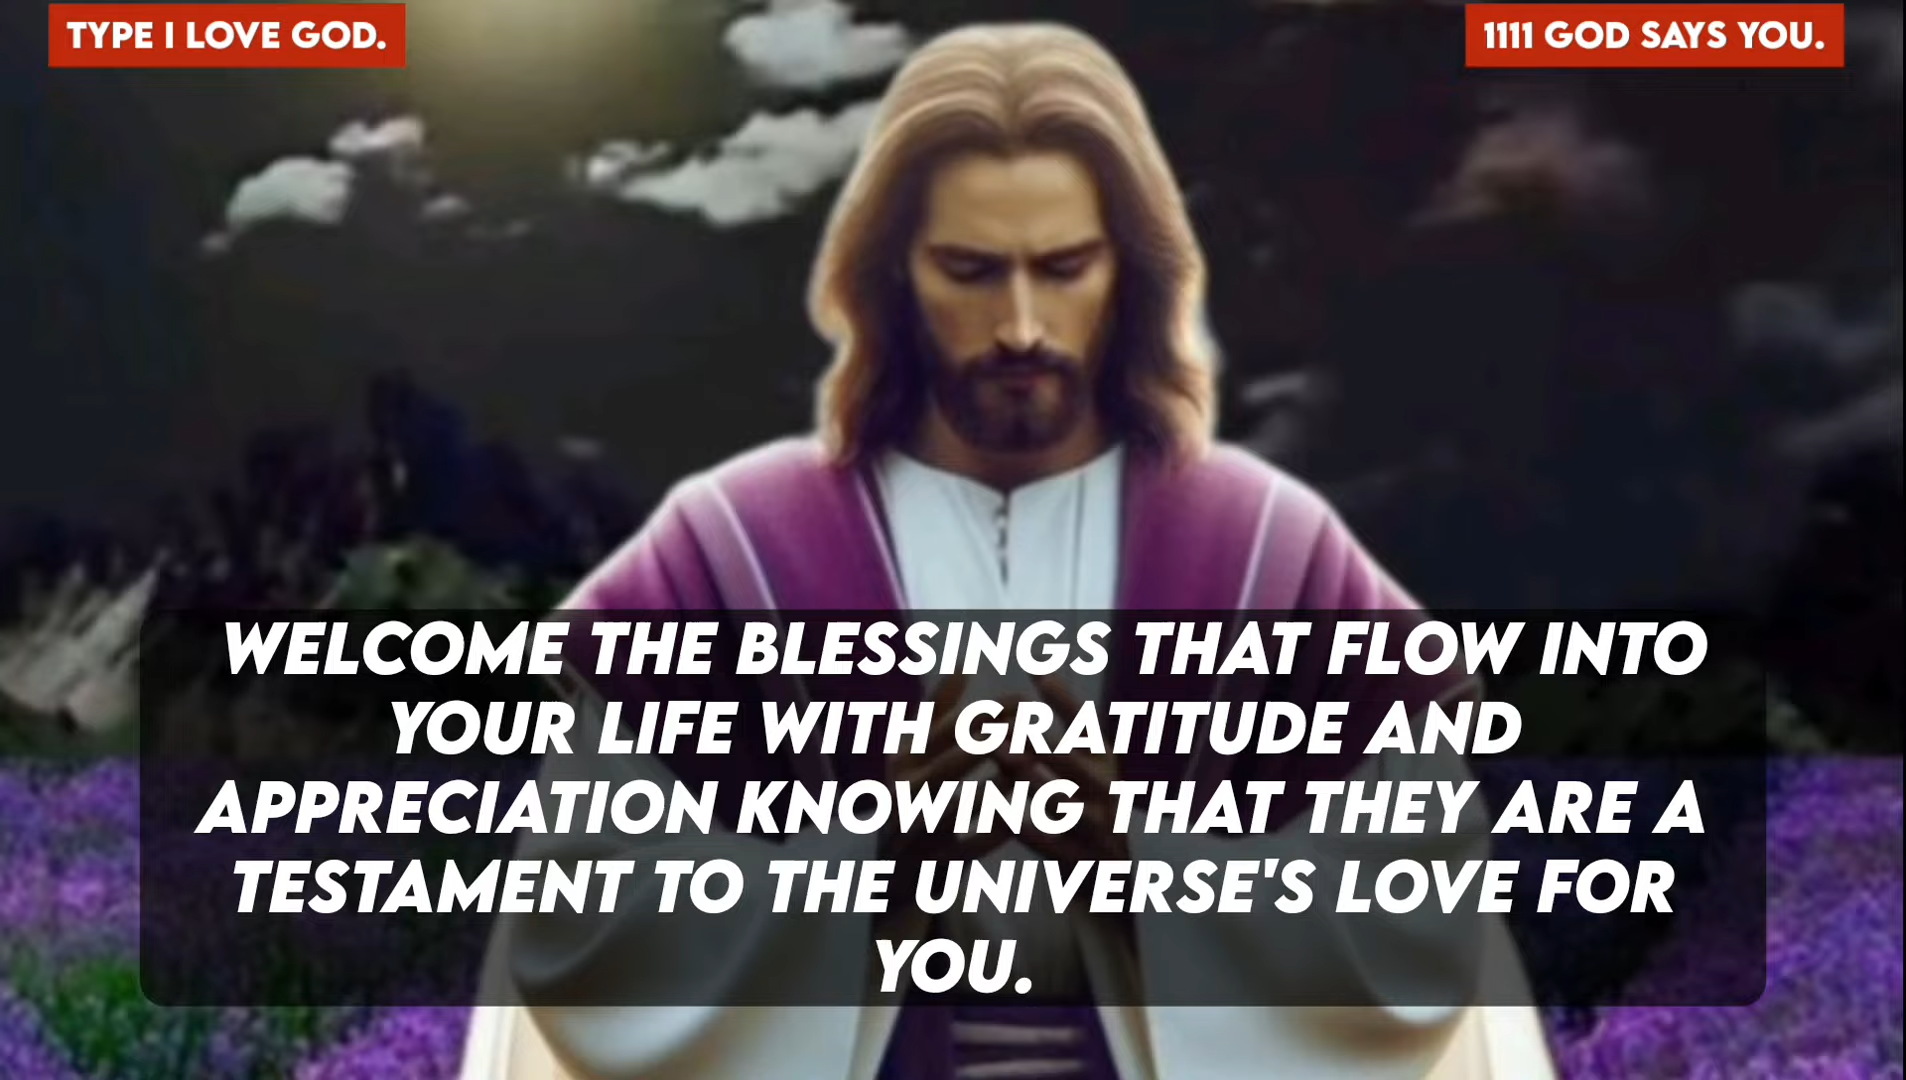 TYPE I LOVE GOD.
1111 GOD SAYS YOU.
WELCOME THE BLESSINGS THAT FLOW INTO
YOUR LIFE WITH GRATITUDE AND
APPRECIATION KNOWING THAT THEY ARE A
TESTAMENT TO THE UNIVERSE'S LOVE FOR
YOU.